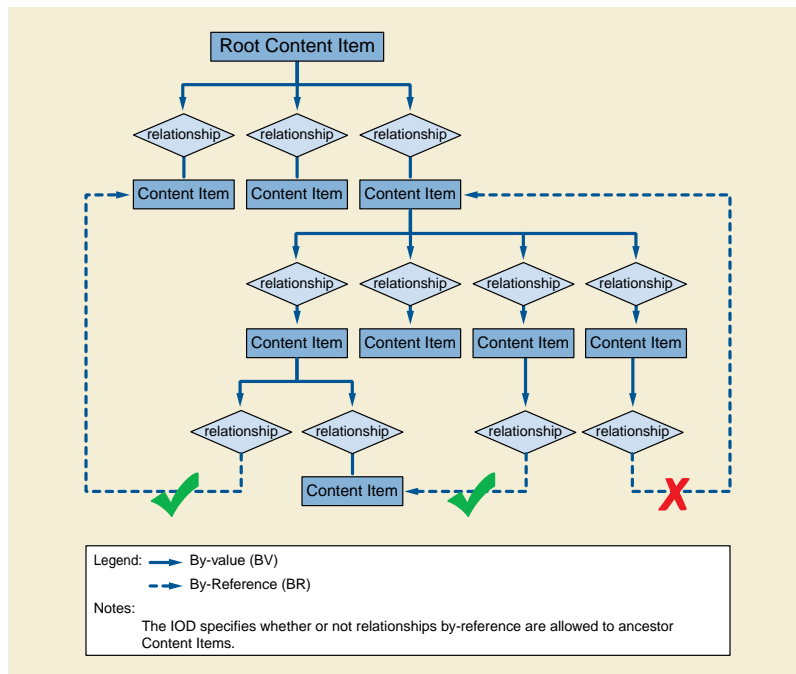 Root Content Item
relationship
relationship
relationship
Content Item
Content Item
Content Item
relationship
relationship
relationship
relationship
Content Item
Content Item
Content Item
Content Item
relationship
relationship
relationship
relationship
Content Item
X
Legend:
By-value (BV)
By-Reference (BR)
Notes:
The IOD specifies whether or not relationships by-reference are allowed to ancestor
Content Items.